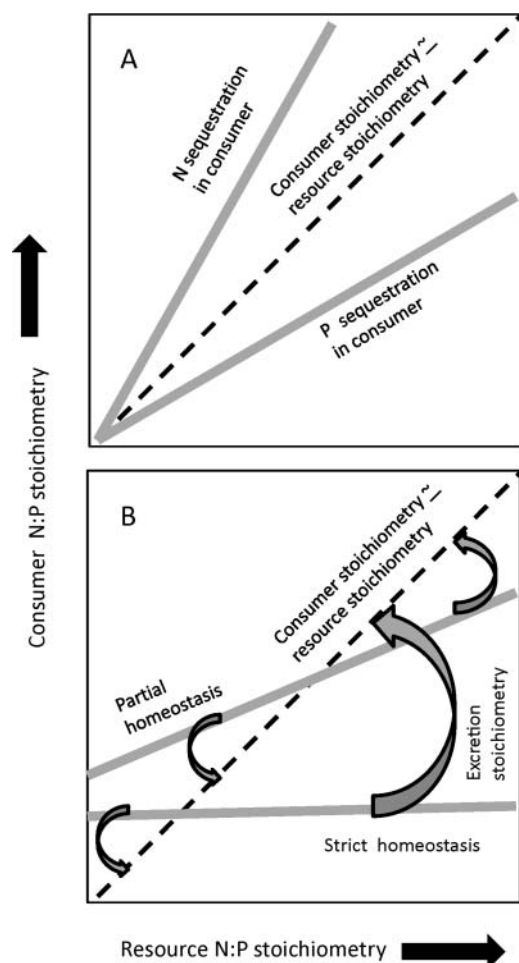 A
N sequestration
in consumer
Consumer stoichiometry ~_
resource stoichiometry
P sequestration
in consumer
Consumer N:P stoichiometry
B
Consumer stoichiometry ~_
resource stoichiometry
Partial
homeostasis
Excretion
stoichiometry
Strict homeostasis
Resource N:P stoichiometry